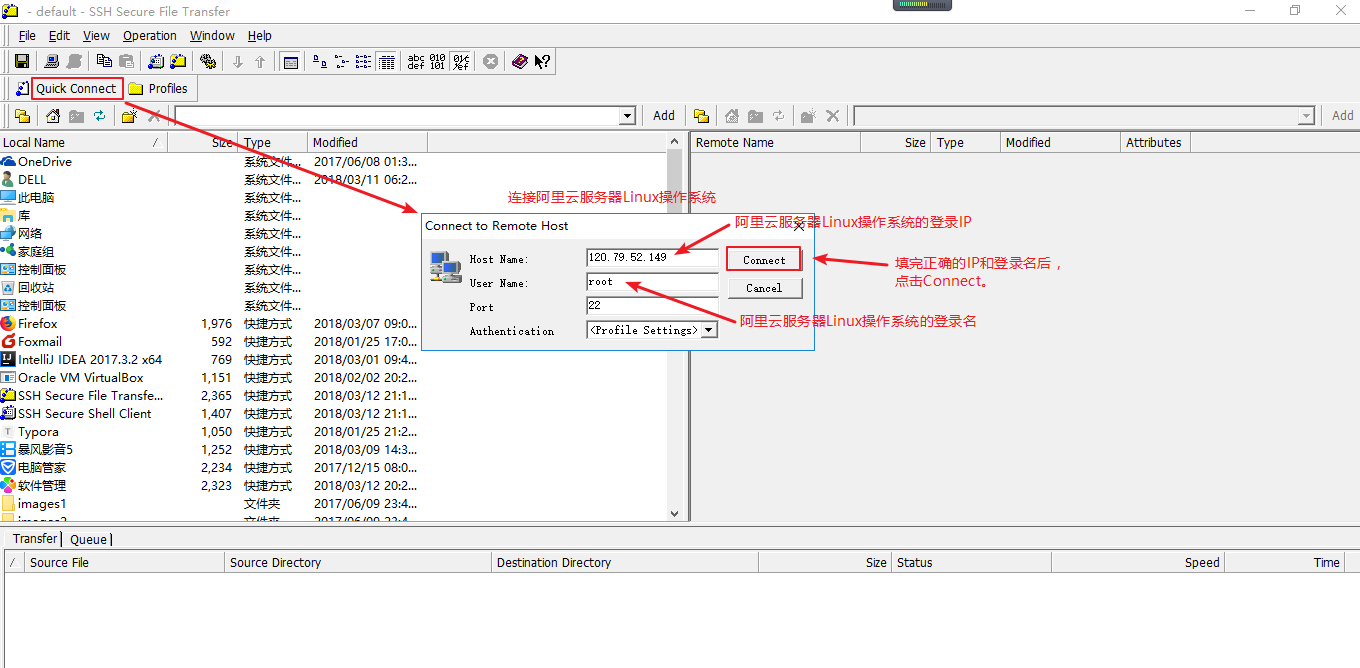 - default - SSH Secure File Transfer
File Edit View Operation Window Help
abc def 010 101
Quick Connect Profiles
Add Add
Local Name / Size Type Modified
Remote Name Size Type Modified Attributes
OneDrive 系统文件... 2017/06/08 01:3...
DELL 系统文件... 2018/03/11 06:2...
此电脑 系统文件...
库 系统文件...
网络 系统文件...
家庭组 系统文件...
控制面板 系统文件...
回收站 系统文件...
控制面板 系统文件...
Firefox 1,976 快捷方式 2018/03/07 09:0...
Foxmail 592 快捷方式 2018/01/25 17:0...
IntelliJ IDEA 2017.3.2 x64 769 快捷方式 2018/03/01 09:4...
Oracle VM VirtualBox 1,151 快捷方式 2018/02/02 20:2...
SSH Secure File Transfe... 2,365 快捷方式 2018/03/12 21:1...
SSH Secure Shell Client 1,407 快捷方式 2018/03/12 21:1...
Typora 1,050 快捷方式 2018/01/25 21:2...
暴风影音5 1,252 快捷方式 2018/03/09 14:3...
电脑管家 2,234 快捷方式 2017/12/15 08:0...
软件管理 2,323 快捷方式 2018/03/12 20:2...
images1 文件夹 2017/06/09 23:4...
连接阿里云服务器Linux操作系统
Connect to Remote Host
阿里云服务器Linux操作系统的登录IP
Host Name: 120.79.52.149 Connect
填完正确的IP和登录名后，
点击Connect。
User Name: root Cancel
Port 22
阿里云服务器Linux操作系统的登录名
Authentication <Profile Settings>
Transfer Queue
/ Source File Source Directory Destination Directory Size Status Speed Time